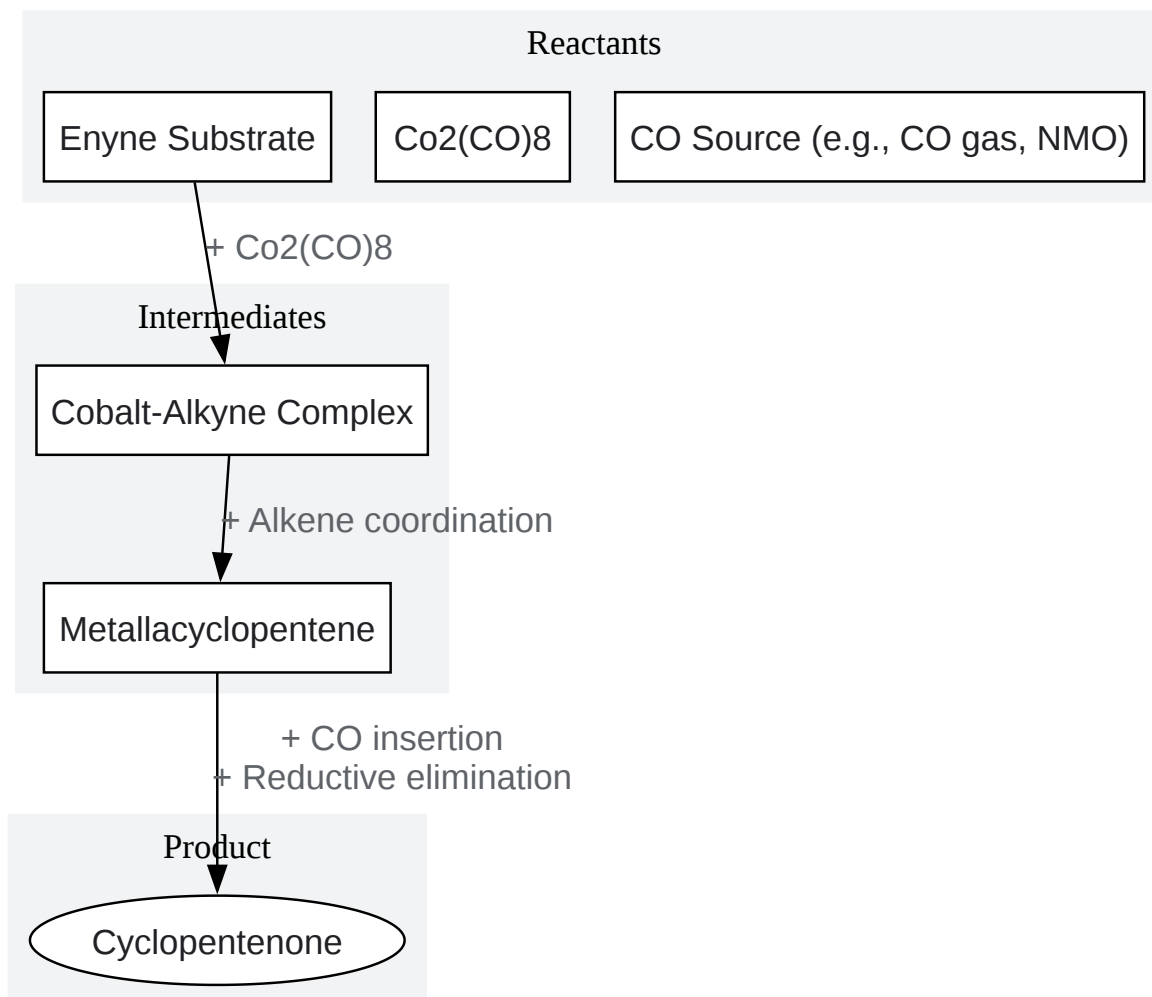 Reactants
Enyne Substrate
Co2(CO)8
CO Source (e.g., CO gas, NMO)
+ Co2(CO)8
Intermediates
Cobalt-Alkyne Complex
+ Alkene coordination
Metallacyclopentene
+ CO insertion
+ Reductive elimination
Product
Cyclopentenone